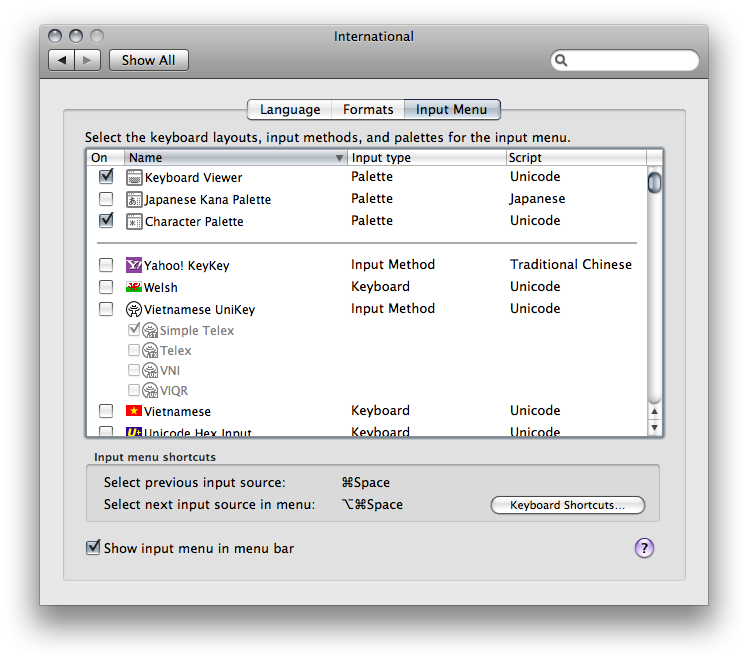 International
Show All
Language Formats Input Menu
Select the keyboard layouts, input methods, and palettes for the input menu.
On Name Input type Script
Keyboard Viewer Palette Unicode
Japanese Kana Palette Palette Japanese
Character Palette Palette Unicode
Yahoo! KeyKey Input Method Traditional Chinese
Welsh Keyboard Unicode
Vietnamese UniKey Input Method Unicode
Simple Telex
Telex
VNI
VIQR
Vietnamese Keyboard Unicode
Unicode Hex Input Keyboard Unicode
Input menu shortcuts
Select previous input source: ⌘Space
Select next input source in menu: ⌥⌘Space
Keyboard Shortcuts...
Show input menu in menu bar
?